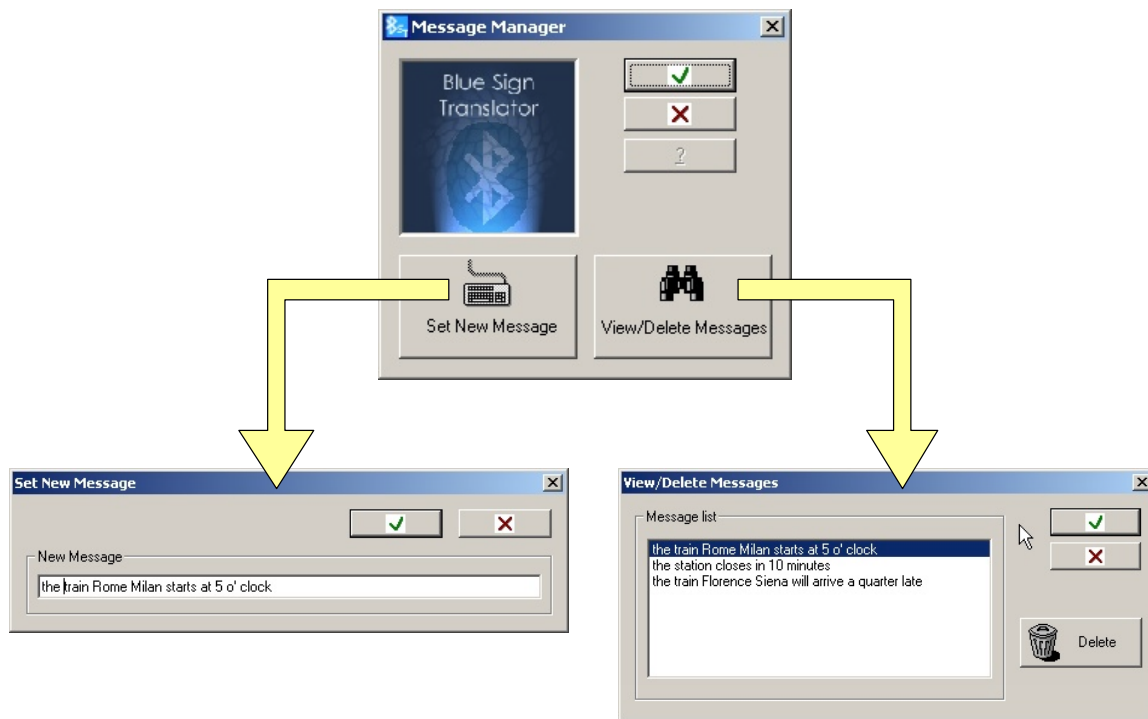 Message Manager
Blue Sign
Translator
?
Set New Message
View/Delete Messages
Set New Message
New Message
the train Rome Milan starts at 5 o' clock
View/Delete Messages
Message list
the train Rome Milan starts at 5 o' clock
the station closes in 10 minutes
the train Florence Siena will arrive a quarter late
Delete